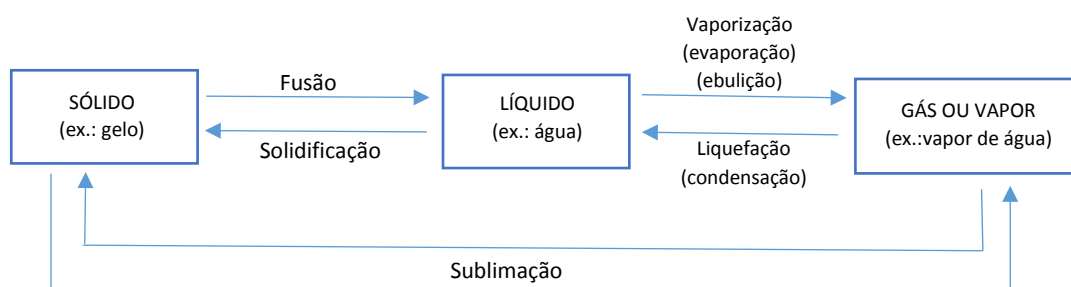 Vaporização
(evaporação)
(ebulição)
Fusão
SÓLIDO
(ex.: gelo)
LÍQUIDO
(ex.: água)
GÁS OU VAPOR
(ex.:vapor de água)
Solidificação
Liquefação
(condensação)
Sublimação